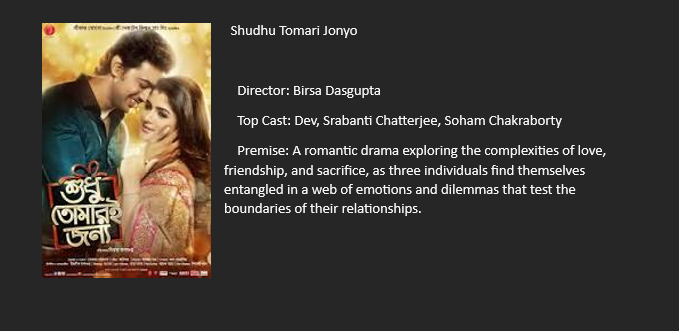 Shudhu Tomari Jonyo
Director: Birsa Dasgupta
Top Cast: Dev, Srabanti Chatterjee, Soham Chakraborty
Premise: A romantic drama exploring the complexities of love,
friendship, and sacrifice, as three individuals find themselves
entangled in a web of emotions and dilemmas that test the
boundaries of their relationships.
শুধু
তোমারই
জন্য